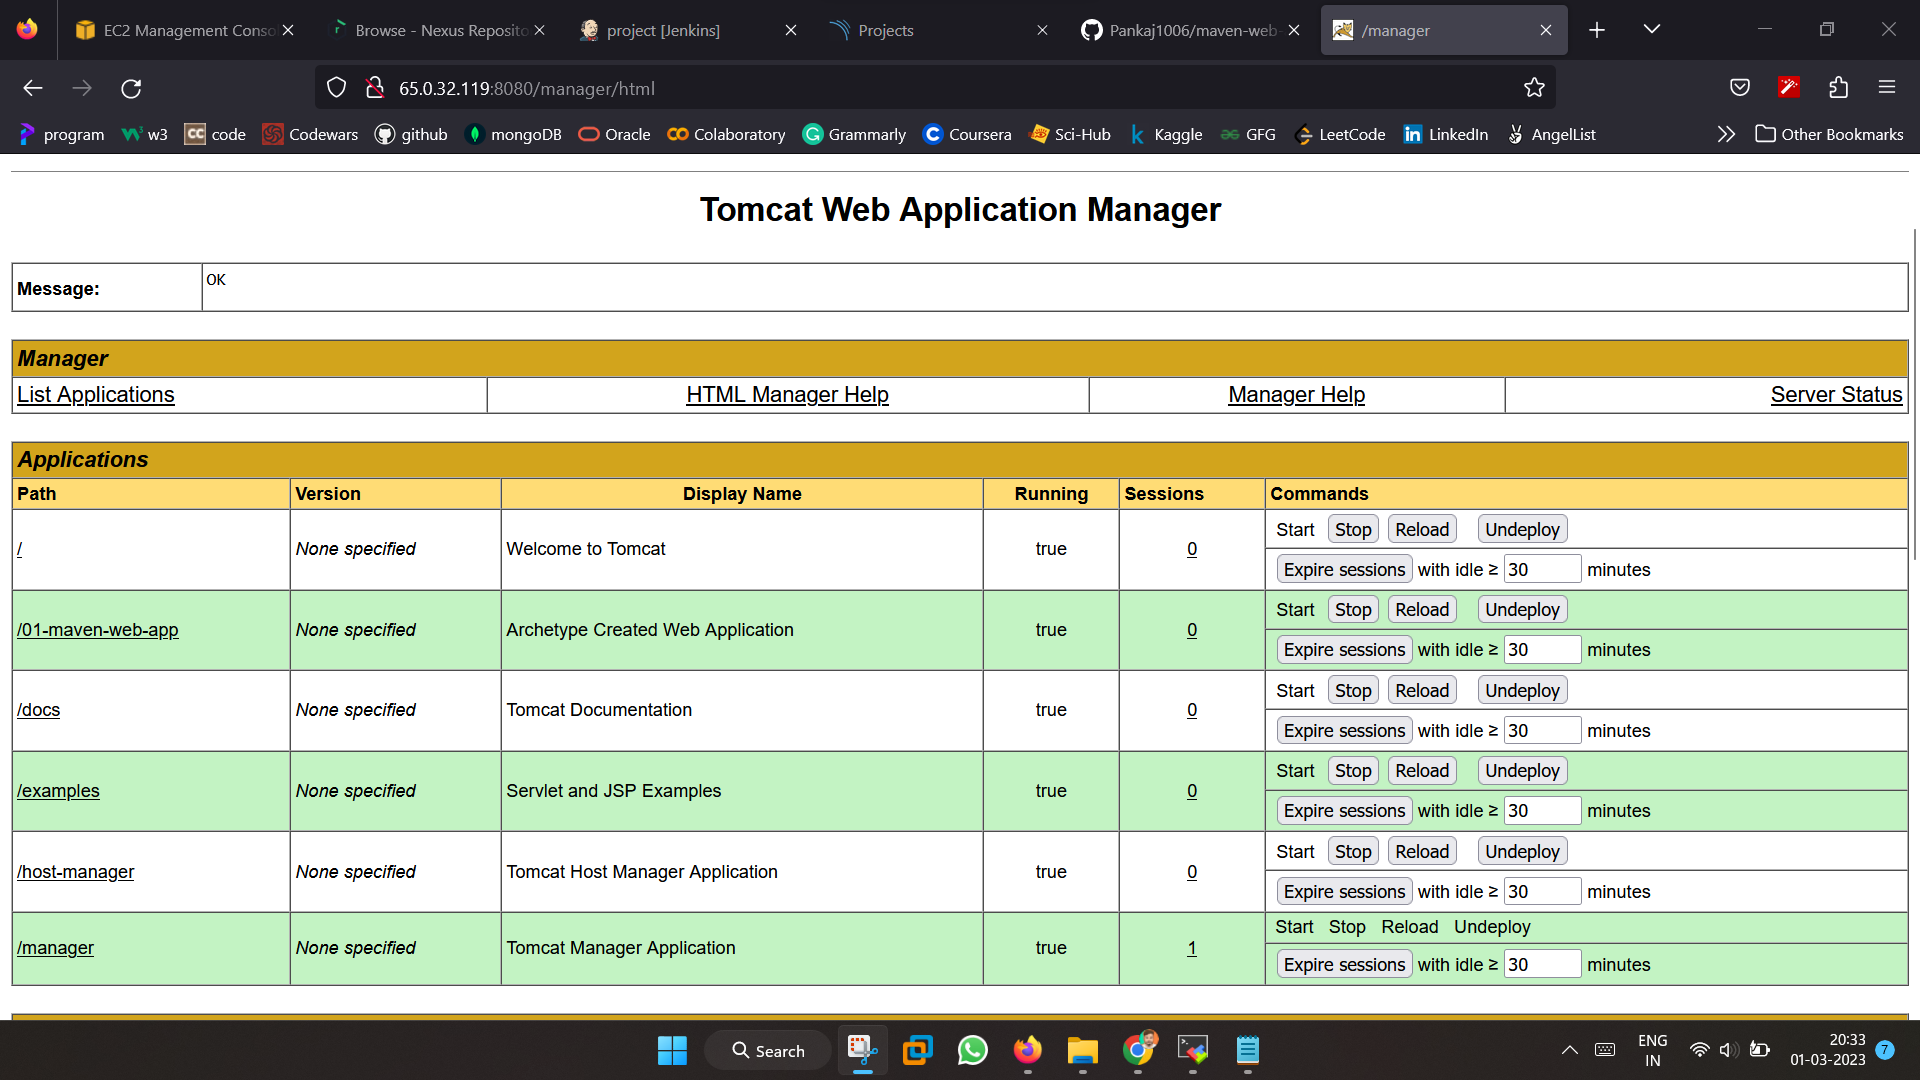 EC2 Management Conso
Browse - Nexus Reposito
project [Jenkins]
Projects
Pankaj1006/maven-web-
/manager
65.0.32.119:8080/manager/html
program
w3
code
Codewars
github
mongoDB
Oracle
Colaboratory
Grammarly
Coursera
Sci-Hub
Kaggle
GFG
LeetCode
LinkedIn
AngelList
Other Bookmarks
Tomcat Web Application Manager
Message: OK
Manager
List Applications HTML Manager Help Manager Help Server Status
Applications
Path Version Display Name Running Sessions Commands
/ None specified Welcome to Tomcat true 0 Start Stop Reload Undeploy
Expire sessions with idle ≥ 30 minutes
/01-maven-web-app None specified Archetype Created Web Application true 0 Start Stop Reload Undeploy
Expire sessions with idle ≥ 30 minutes
/docs None specified Tomcat Documentation true 0 Start Stop Reload Undeploy
Expire sessions with idle ≥ 30 minutes
/examples None specified Servlet and JSP Examples true 0 Start Stop Reload Undeploy
Expire sessions with idle ≥ 30 minutes
/host-manager None specified Tomcat Host Manager Application true 0 Start Stop Reload Undeploy
Expire sessions with idle ≥ 30 minutes
/manager None specified Tomcat Manager Application true 1 Start Stop Reload Undeploy
Expire sessions with idle ≥ 30 minutes
Search
ENG
IN
20:33
01-03-2023
7